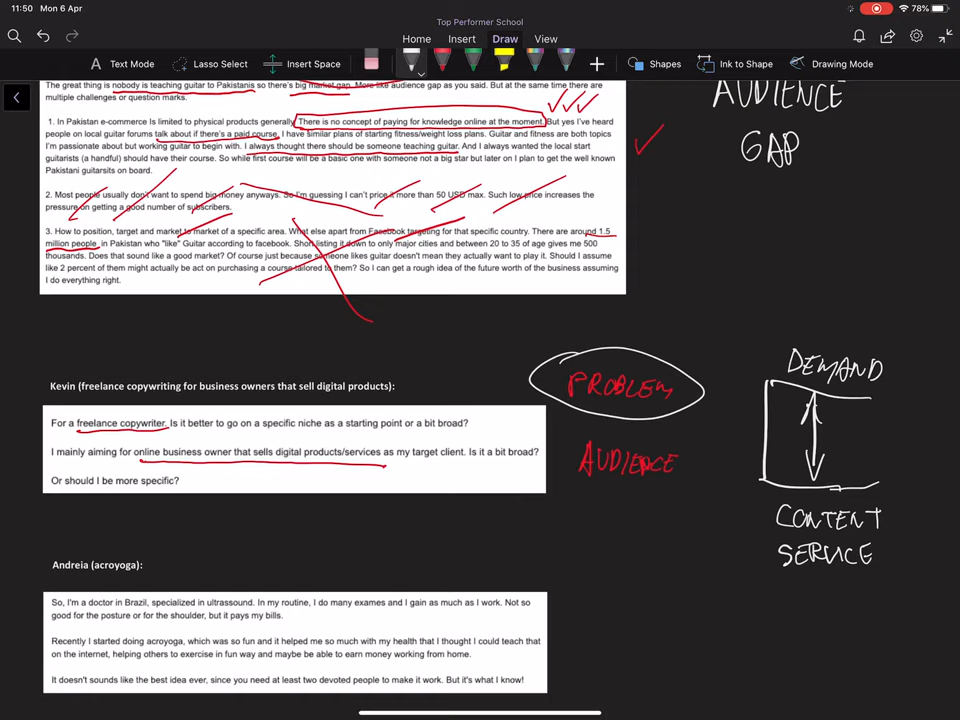 11:50 Mon 6 Apr
78%
Top Performer School
Home Insert Draw View
Text Mode Lasso Select Insert Space Shapes Ink to Shape Drawing Mode
The great thing is nobody is teaching guitar to Pakistanis so there's big market gap. More like audience gap as you said. But at the same time there are
multiple challenges or question marks.
1. In Pakistan e-commerce Is limited to physical products generally. There is no concept of paying for knowledge online at the moment. But yes I've heard
people on local guitar forums talk about if there's a paid course. I have similar plans of starting fitness/weight loss plans. Guitar and fitness are both topics
I'm passionate about but working guitar to begin with. I always thought there should be someone teaching guitar. And I always wanted the local start
guitarists (a handful) should have their course. So while first course will be a basic one with someone not a big star but later on I plan to get the well known
Pakistani guitarsits on board.
2. Most people usually don't want to spend big money anyways. So I'm guessing I can't price it more than 50 USD max. Such low price increases the
pressure on getting a good number of subscribers.
3. How to position, target and market to market of a specific area. What else apart from Facebook targeting for that specific country. There are around 1.5
million people in Pakistan who "like" Guitar according to facebook. Short listing it down to only major cities and between 20 to 35 of age gives me 500
thousands. Does that sound like a good market? Of course just because someone likes guitar doesn't mean they actually want to play it. Should I assume
like 2 percent of them might actually be act on purchasing a course tailored to them? So I can get a rough idea of the future worth of the business assuming
I do everything right.
AUDIENCE
GAP
Kevin (freelance copywriting for business owners that sell digital products):
For a freelance copywriter. Is it better to go on a specific niche as a starting point or a bit broad?
I mainly aiming for online business owner that sells digital products/services as my target client. Is it a bit broad?
Or should I be more specific?
PROBLEM
AUDIENCE
DEMAND
CONTENT
SERVICE
Andreia (acroyoga):
So, I'm a doctor in Brazil, specialized in ultrassound. In my routine, I do many exames and I gain as much as I work. Not so
good for the posture or for the shoulder, but it pays my bills.
Recently I started doing acroyoga, which was so fun and it helped me so much with my health that I thought I could teach that
on the internet, helping others to exercise in fun way and maybe be able to earn money working from home.
It doesn't sounds like the best idea ever, since you need at least two devoted people to make it work. But it's what I know!